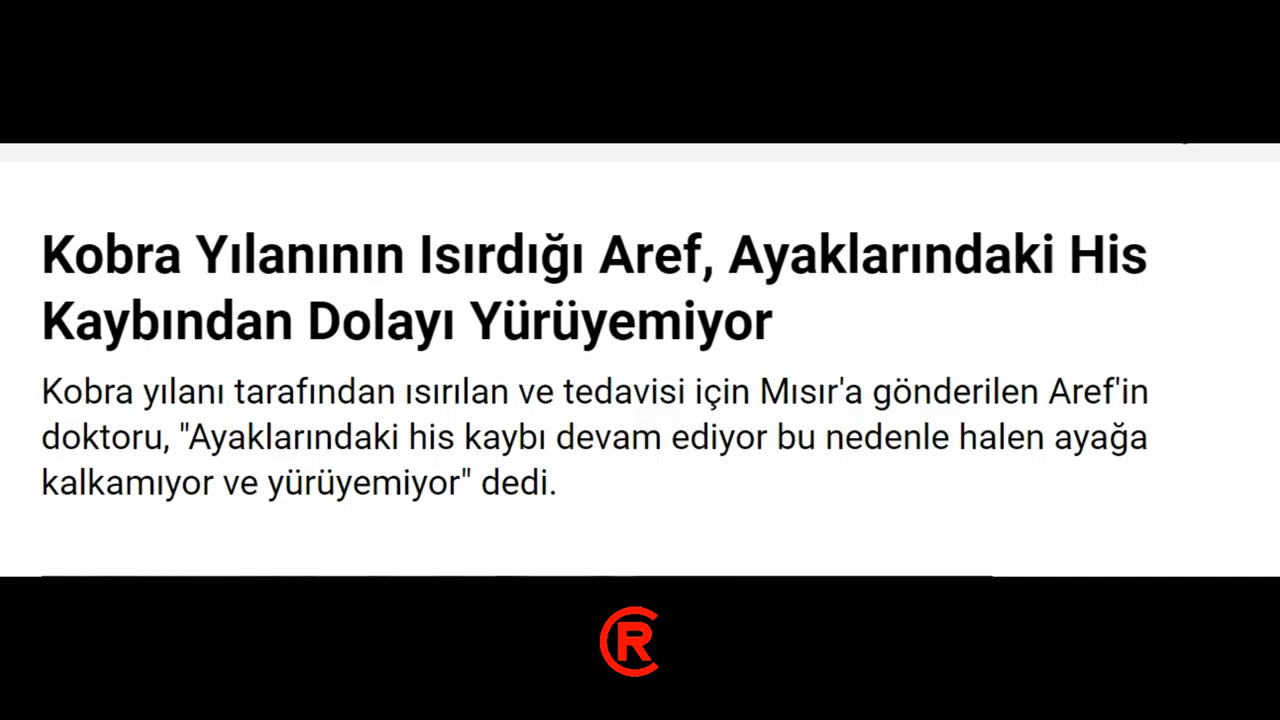 Kobra Yılanının Isırdığı Aref, Ayaklarındaki His
Kaybından Dolayı Yürüyemiyor
Kobra yılanı tarafından ısırılan ve tedavisi için Mısır'a gönderilen Aref'in
doktoru, "Ayaklarındaki his kaybı devam ediyor bu nedenle halen ayağa
kalkamıyor ve yürüyemiyor" dedi.
R